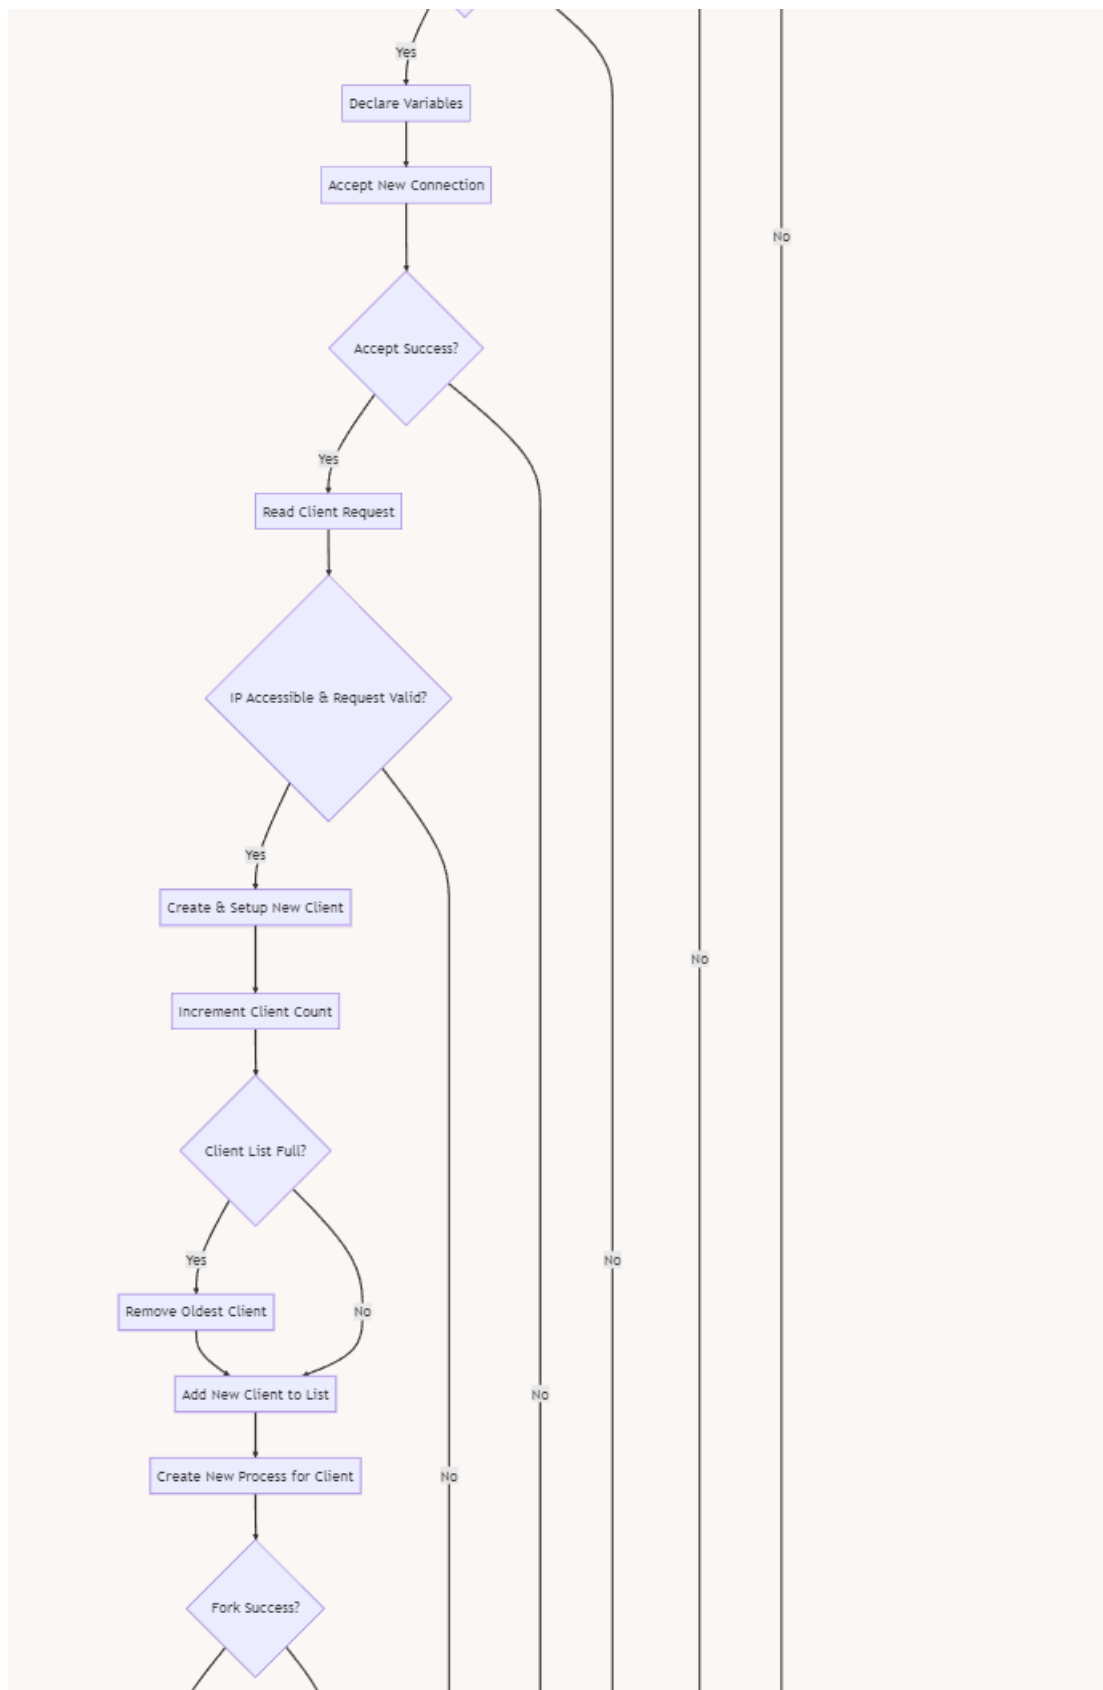 Yes
Declare Variables
Accept New Connection
No
Accept Success?
Yes
Read Client Request
IP Accessible & Request Valid?
Yes
Create & Setup New Client
No
Increment Client Count
Client List Full?
Yes
No
Remove Oldest Client
No
Add New Client to List
No
Create New Process for Client
No
Fork Success?